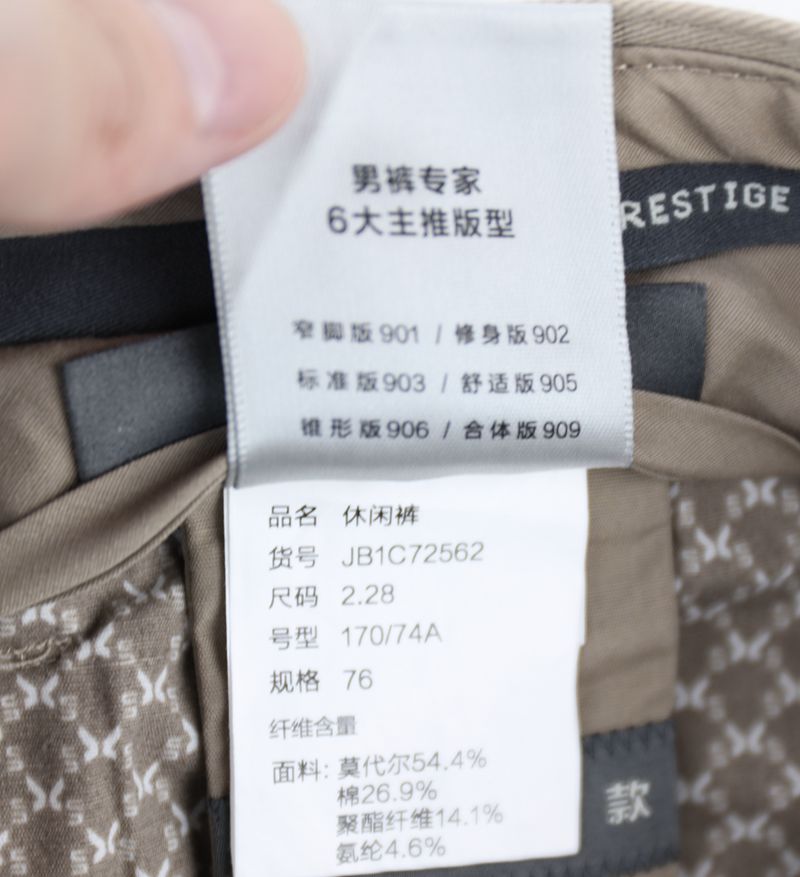 男裤专家
6大主推版型
RESTIGE
窄脚版901 / 修身版902
标准版903 / 舒适版905
锥形版906 / 合体版909
品名 休闲裤
货号 JB1C72562
尺码 2.28
号型 170/74A
规格 76
纤维含量
面料: 莫代尔54.4%
棉26.9%
聚酯纤维14.1%
氨纶4.6%
款